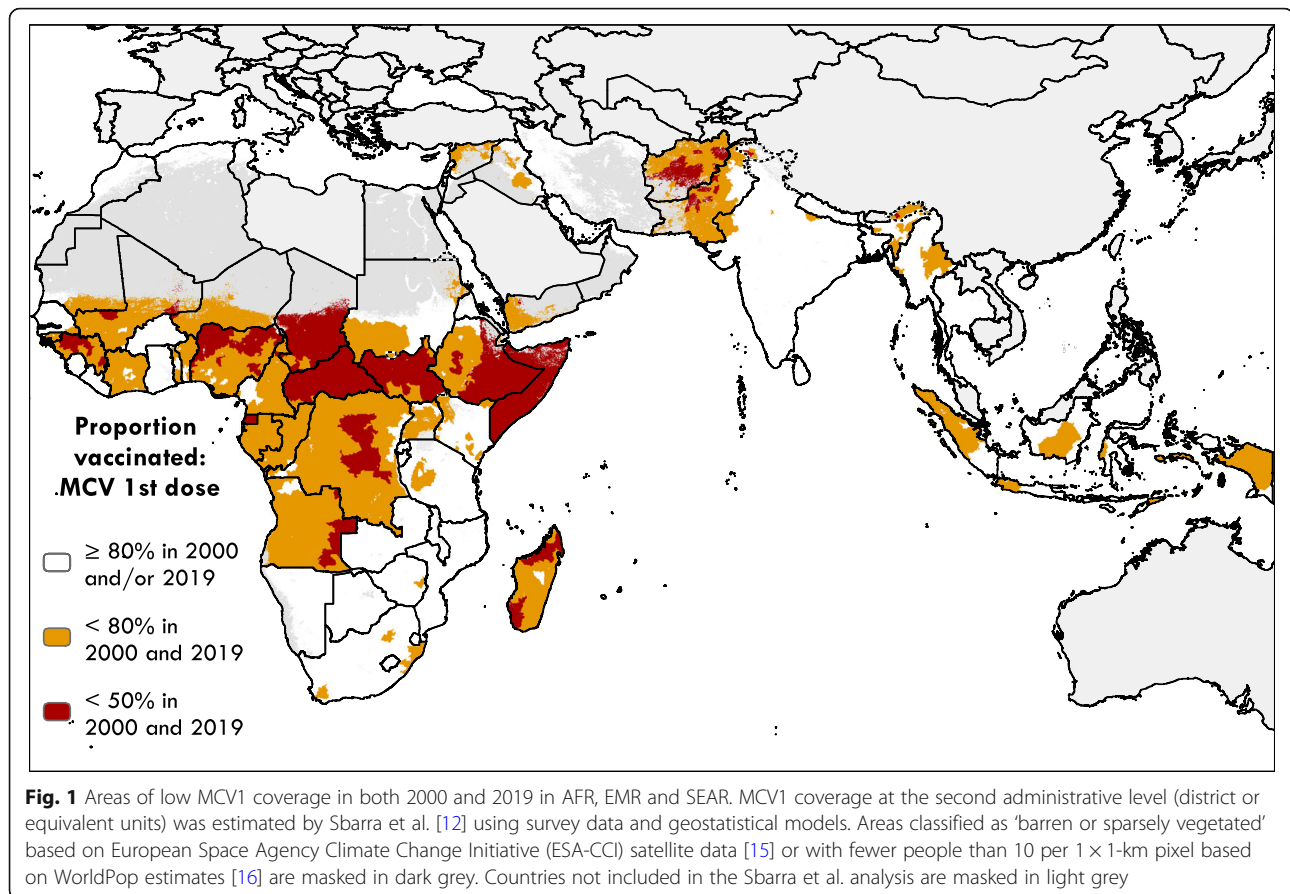 Proportion
vaccinated:
MCV 1st dose
≥ 80% in 2000
and/or 2019
< 80% in
2000 and 2019
< 50% in
2000 and 2019
Fig. 1 Areas of low MCV1 coverage in both 2000 and 2019 in AFR, EMR and SEAR. MCV1 coverage at the second administrative level (district or
equivalent units) was estimated by Sbarra et al. [12] using survey data and geostatistical models. Areas classified as ‘barren or sparsely vegetated’
based on European Space Agency Climate Change Initiative (ESA-CCI) satellite data [15] or with fewer people than 10 per 1 × 1-km pixel based
on WorldPop estimates [16] are masked in dark grey. Countries not included in the Sbarra et al. analysis are masked in light grey